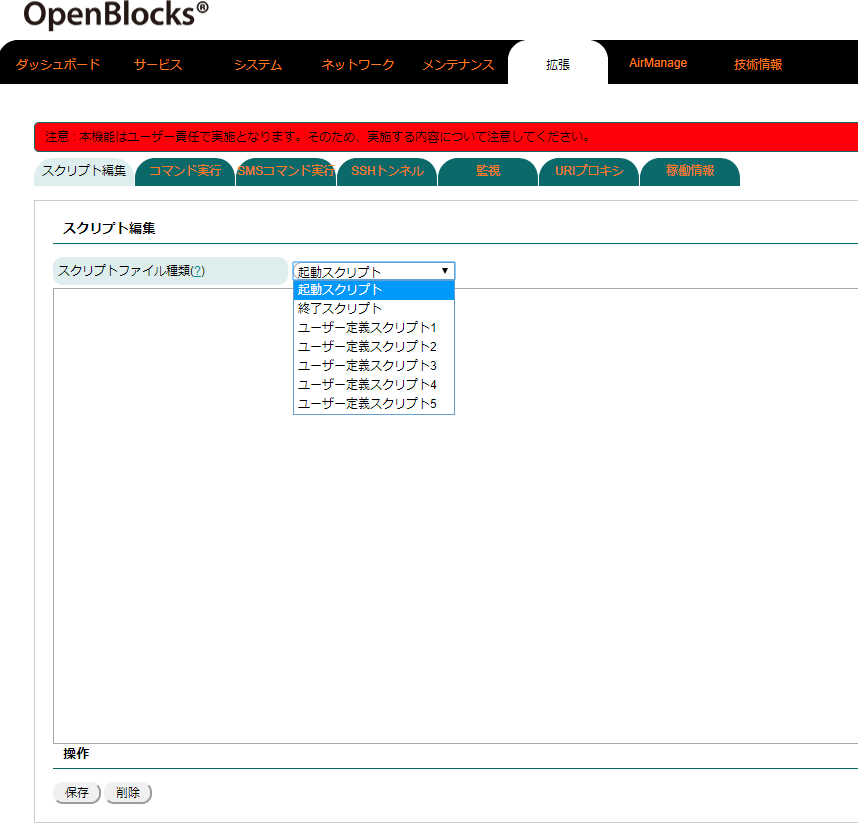 OpenBlocks®
ダッシュボード サービス システム ネットワーク メンテナンス 拡張 AirManage 技術情報
注意 : 本機能はユーザー責任で実施となります。そのため、実施する内容について注意してください。
スクリプト編集 コマンド実行 SMSコマンド実行 SSHトンネル 監視 URIプロキシ 稼働情報
スクリプト編集
スクリプトファイル種類(?) 起動スクリプト ▼
起動スクリプト
終了スクリプト
ユーザー定義スクリプト1
ユーザー定義スクリプト2
ユーザー定義スクリプト3
ユーザー定義スクリプト4
ユーザー定義スクリプト5
操作
保存 削除